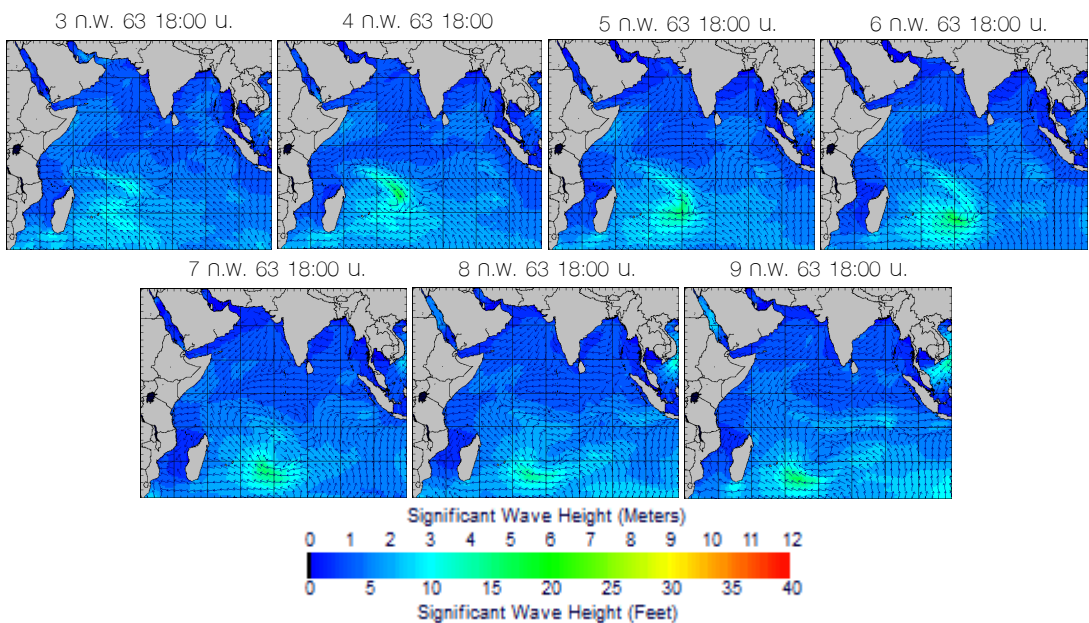 3 ก.พ. 63 18:00 น.
4 ก.พ. 63 18:00
5 ก.พ. 63 18:00 น.
6 ก.พ. 63 18:00 น.
7 ก.พ. 63 18:00 น.
8 ก.พ. 63 18:00 น.
9 ก.พ. 63 18:00 น.
Significant Wave Height (Meters)
0 1 2 3 4 5 6 7 8 9 10 11 12
0 5 10 15 20 25 30 35 40
Significant Wave Height (Feet)